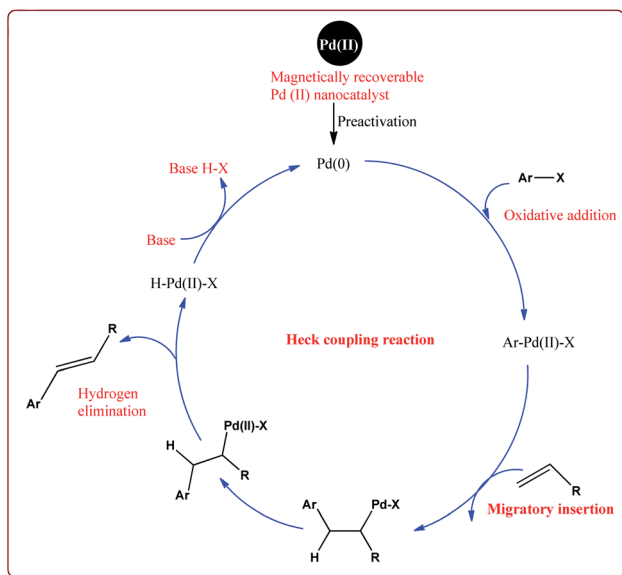 Pd(II)
Magnetically recoverable
Pd (II) nanocatalyst
Preactivation
Pd(0)
Ar—X
Oxidative addition
Ar-Pd(II)-X
R
Migratory insertion
Ar
Pd-X
H
R
Pd(II)-X
H
R
Ar
R
Ar
Hydrogen
elimination
H-Pd(II)-X
Base
Base H-X
Heck coupling reaction